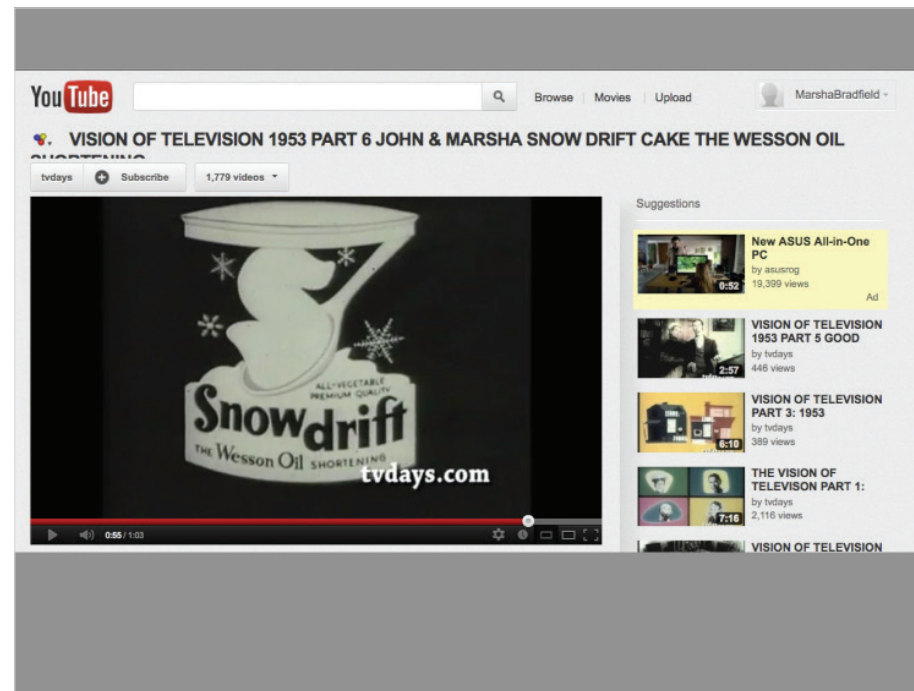 YouTube
Browse Movies Upload
MarshaBradfield
VISION OF TELEVISION 1953 PART 6 JOHN & MARSHA SNOW DRIFT CAKE THE WESSON OIL
SHORTENING
tvdays Subscribe 1,779 videos
Suggestions
ALL-VEGETABLE
PREMIUM QUALITY
Snowdrift
THE Wesson Oil SHORTENING
tvdays.com
0:55 / 1:03
New ASUS All-in-One
PC
by asusrog
19,399 views
Ad
0:52
VISION OF TELEVISION
1953 PART 5 GOOD
by tvdays
446 views
2:57
VISION OF TELEVISION
PART 3: 1953
by tvdays
389 views
6:10
THE VISION OF
TELEVISON PART 1:
by tvdays
2,116 views
7:16
VISION OF TELEVISION